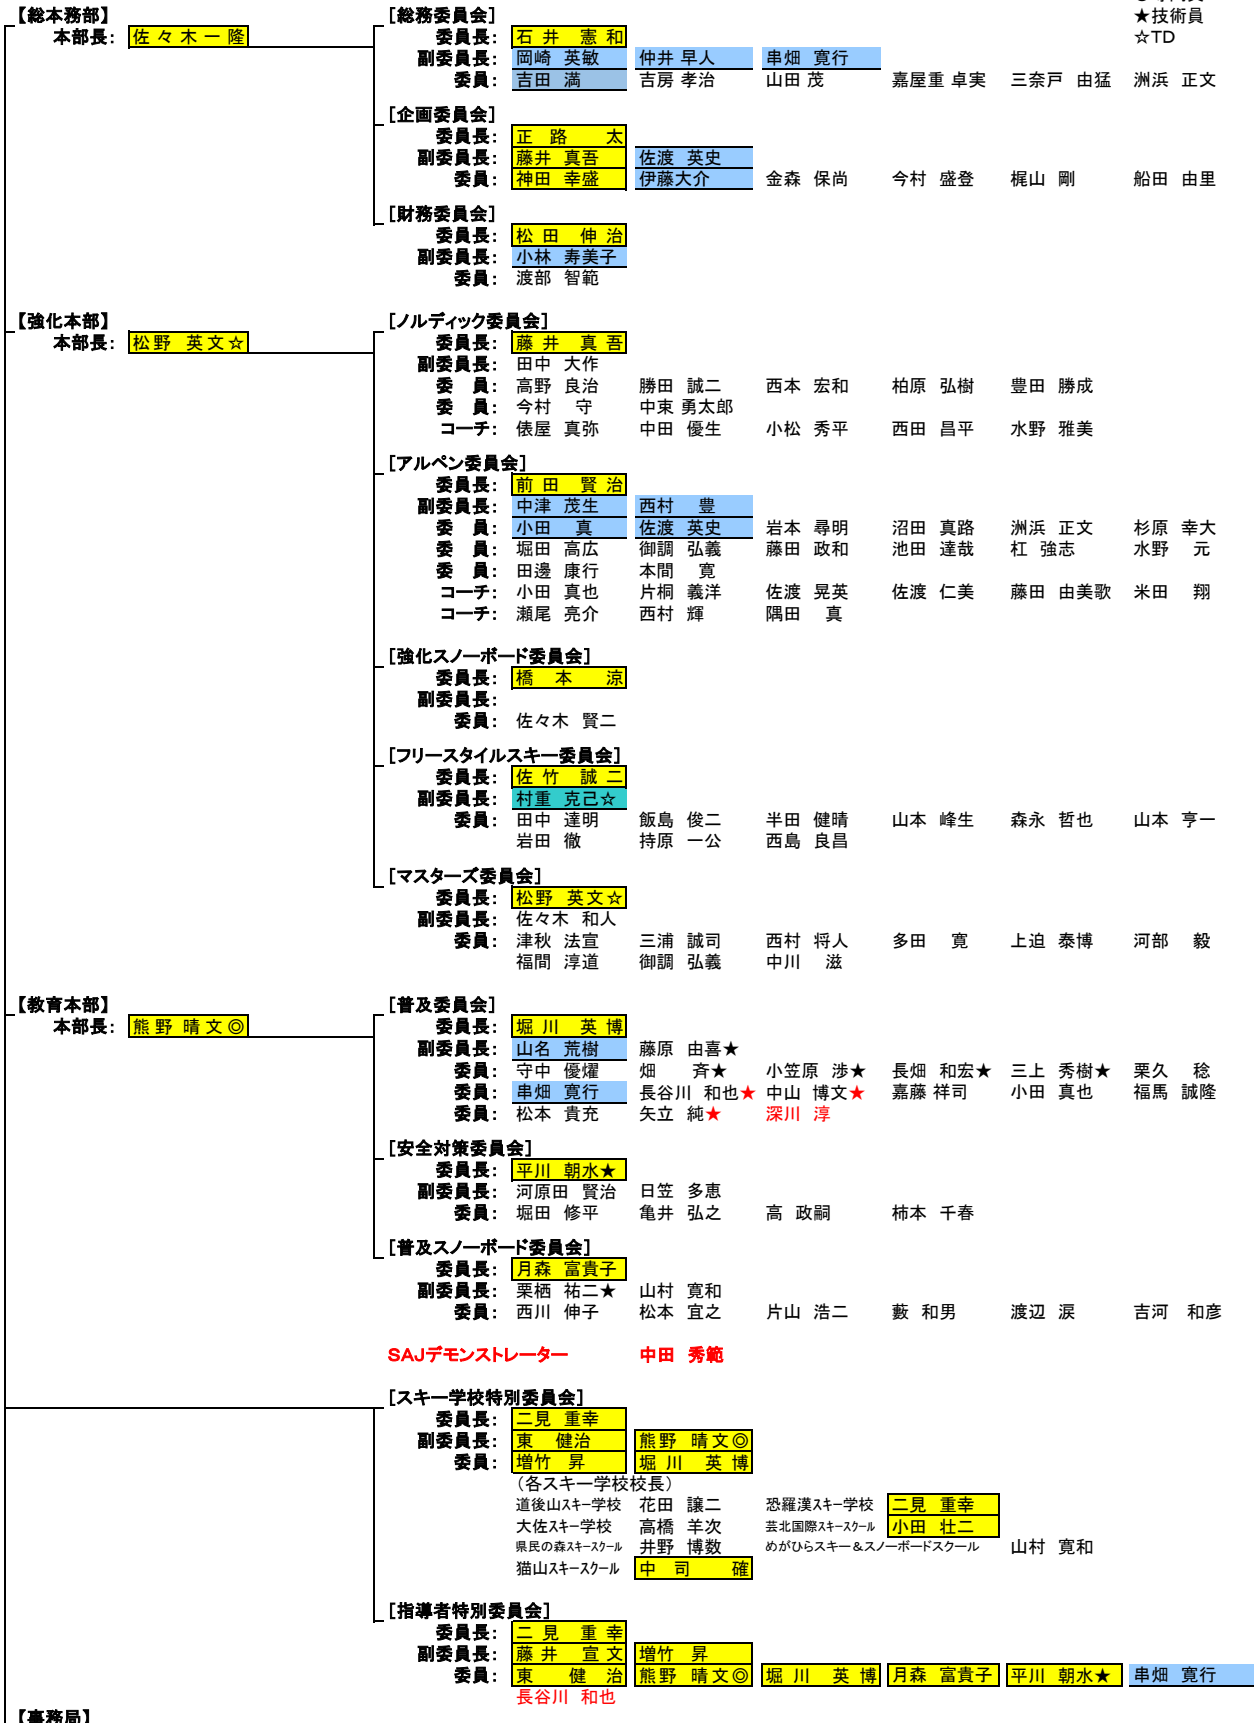 【総本務部】 [総務委員会] ★技術員
本部長： 佐々木一隆 委員長： 石井 憲和 ☆TD
副委員長： 岡崎 英敏 仲井 早人 串畑 寛行
委員： 吉田 満 吉房 孝治 山田 茂 嘉屋重 卓実 三奈戸 由猛 洲浜 正文
[企画委員会]
委員長： 正路 太
副委員長： 藤井 真吾 佐渡 英史
委員： 神田 幸盛 伊藤大介 金森 保尚 今村 盛登 梶山 剛 船田 由里
[財務委員会]
委員長： 松田 伸治
副委員長： 小林 寿美子
委員： 渡部 智範
【強化本部】 [ノルディック委員会]
本部長： 松野 英文☆ 委員長： 藤井 真吾
副委員長： 田中 大作
委 員： 高野 良治 勝田 誠二 西本 宏和 柏原 弘樹 豊田 勝成
委 員： 今村 守 中東 勇太郎
コーチ： 俵屋 真弥 中田 優生 小松 秀平 西田 昌平 水野 雅美
[アルペン委員会]
委員長： 前田 賢治
副委員長： 中津 茂生 西村 豊
委 員： 小田 真 佐渡 英史 岩本 尋明 沼田 真路 洲浜 正文 杉原 幸大
委 員： 堀田 高広 御調 弘義 藤田 政和 池田 達哉 杠 強志 水野 元
委 員： 田邊 康行 本間 寛
コーチ： 小田 真也 片桐 義洋 佐渡 晃英 佐渡 仁美 藤田 由美歌 米田 翔
コーチ： 瀬尾 亮介 西村 輝 隅田 真
[強化スノーボード委員会]
委員長： 橋本 涼
副委員長：
委員： 佐々木 賢二
[フリースタイルスキー委員会]
委員長： 佐竹 誠二
副委員長： 村重 克己☆
委員： 田中 達明 飯島 俊二 半田 健晴 山本 峰生 森永 哲也 山本 亨一
岩田 徹 持原 一公 西島 良昌
[マスターズ委員会]
委員長： 松野 英文☆
副委員長： 佐々木 和人
委員： 津秋 法宣 三浦 誠司 西村 将人 多田 寛 上迫 泰博 河部 毅
福間 淳道 御調 弘義 中川 滋
【教育本部】 [普及委員会]
本部長： 熊野 晴文◎ 委員長： 堀川 英博
副委員長： 山名 荒樹 藤原 由喜★
委員： 守中 優燿 畑 斉★ 小笠原 渉★ 長畑 和宏★ 三上 秀樹★ 栗久 稔
委員： 串畑 寛行 長谷川 和也★ 中山 博文★ 嘉藤 祥司 小田 真也 福馬 誠隆
委員： 松本 貴充 矢立 純★ 深川 淳
[安全対策委員会]
委員長： 平川 朝水★
副委員長： 河原田 賢治 日笠 多恵
委員： 堀田 修平 亀井 弘之 高 政嗣 柿本 千春
[普及スノーボード委員会]
委員長： 月森 富貴子
副委員長： 栗栖 祐二★ 山村 寛和
委員： 西川 伸子 松本 宜之 片山 浩二 藪 和男 渡辺 涙 吉河 和彦
SAJデモンストレーター 中田 秀範
[スキー学校特別委員会]
委員長： 二見 重幸
副委員長： 東 健治 熊野 晴文◎
委員： 増竹 昇 堀川 英博
（各スキー学校校長）
道後山スキー学校 花田 譲二 恐羅漢スキー学校 二見 重幸
大佐スキー学校 高橋 羊次 芸北国際スキースクール 小田 壮二
県民の森スキースクール 井野 博数 めがひらスキー＆スノーボードスクール 山村 寛和
猫山スキースクール 中司 確
[指導者特別委員会]
委員長： 二見 重幸
副委員長： 藤井 宣文 増竹 昇
委員： 東 健治 熊野 晴文◎ 堀川 英博 月森 富貴子 平川 朝水★ 串畑 寛行
長谷川 和也
【事務局】